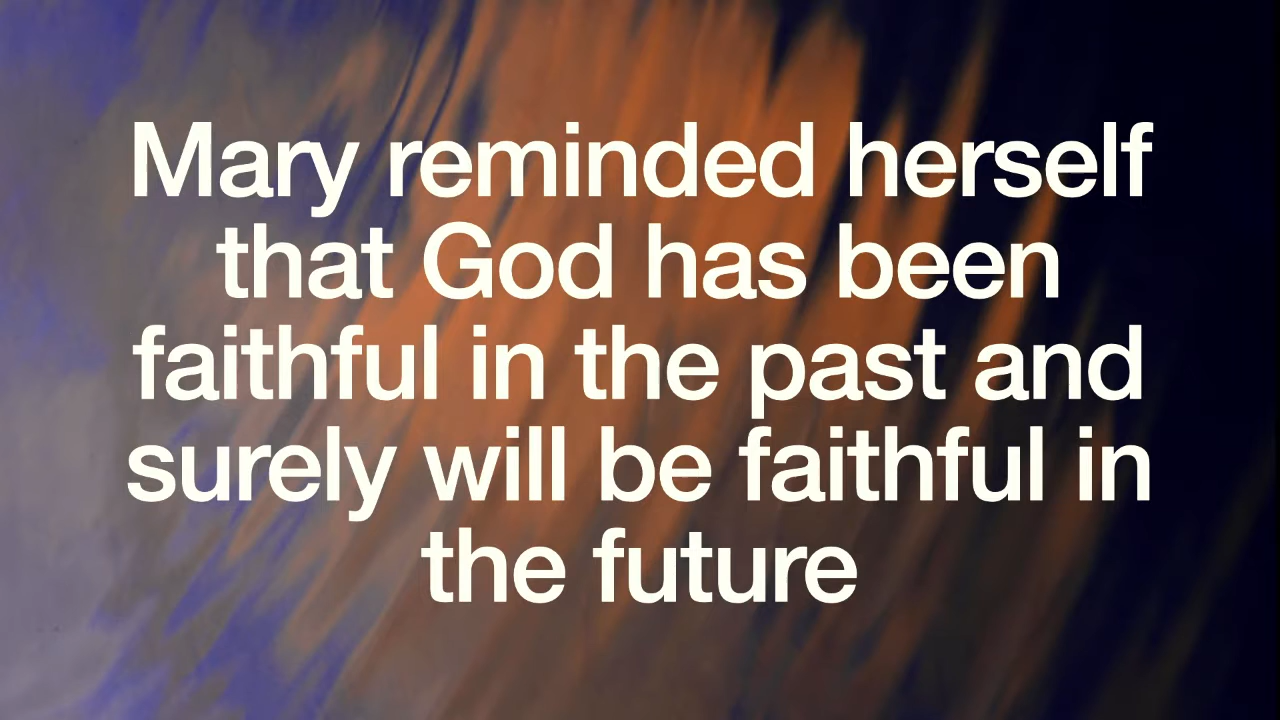 Mary reminded herself
that God has been
faithful in the past and
surely will be faithful in
the future